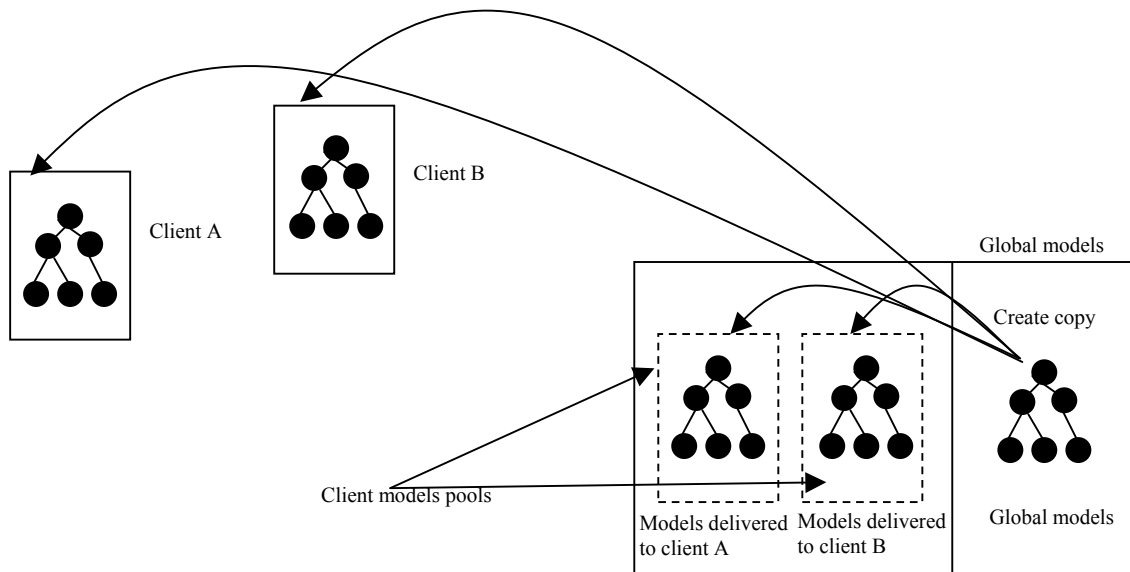 Client B
Client A
Global models
Create copy
Client models pools
Models delivered
to client A
Models delivered
to client B
Global models